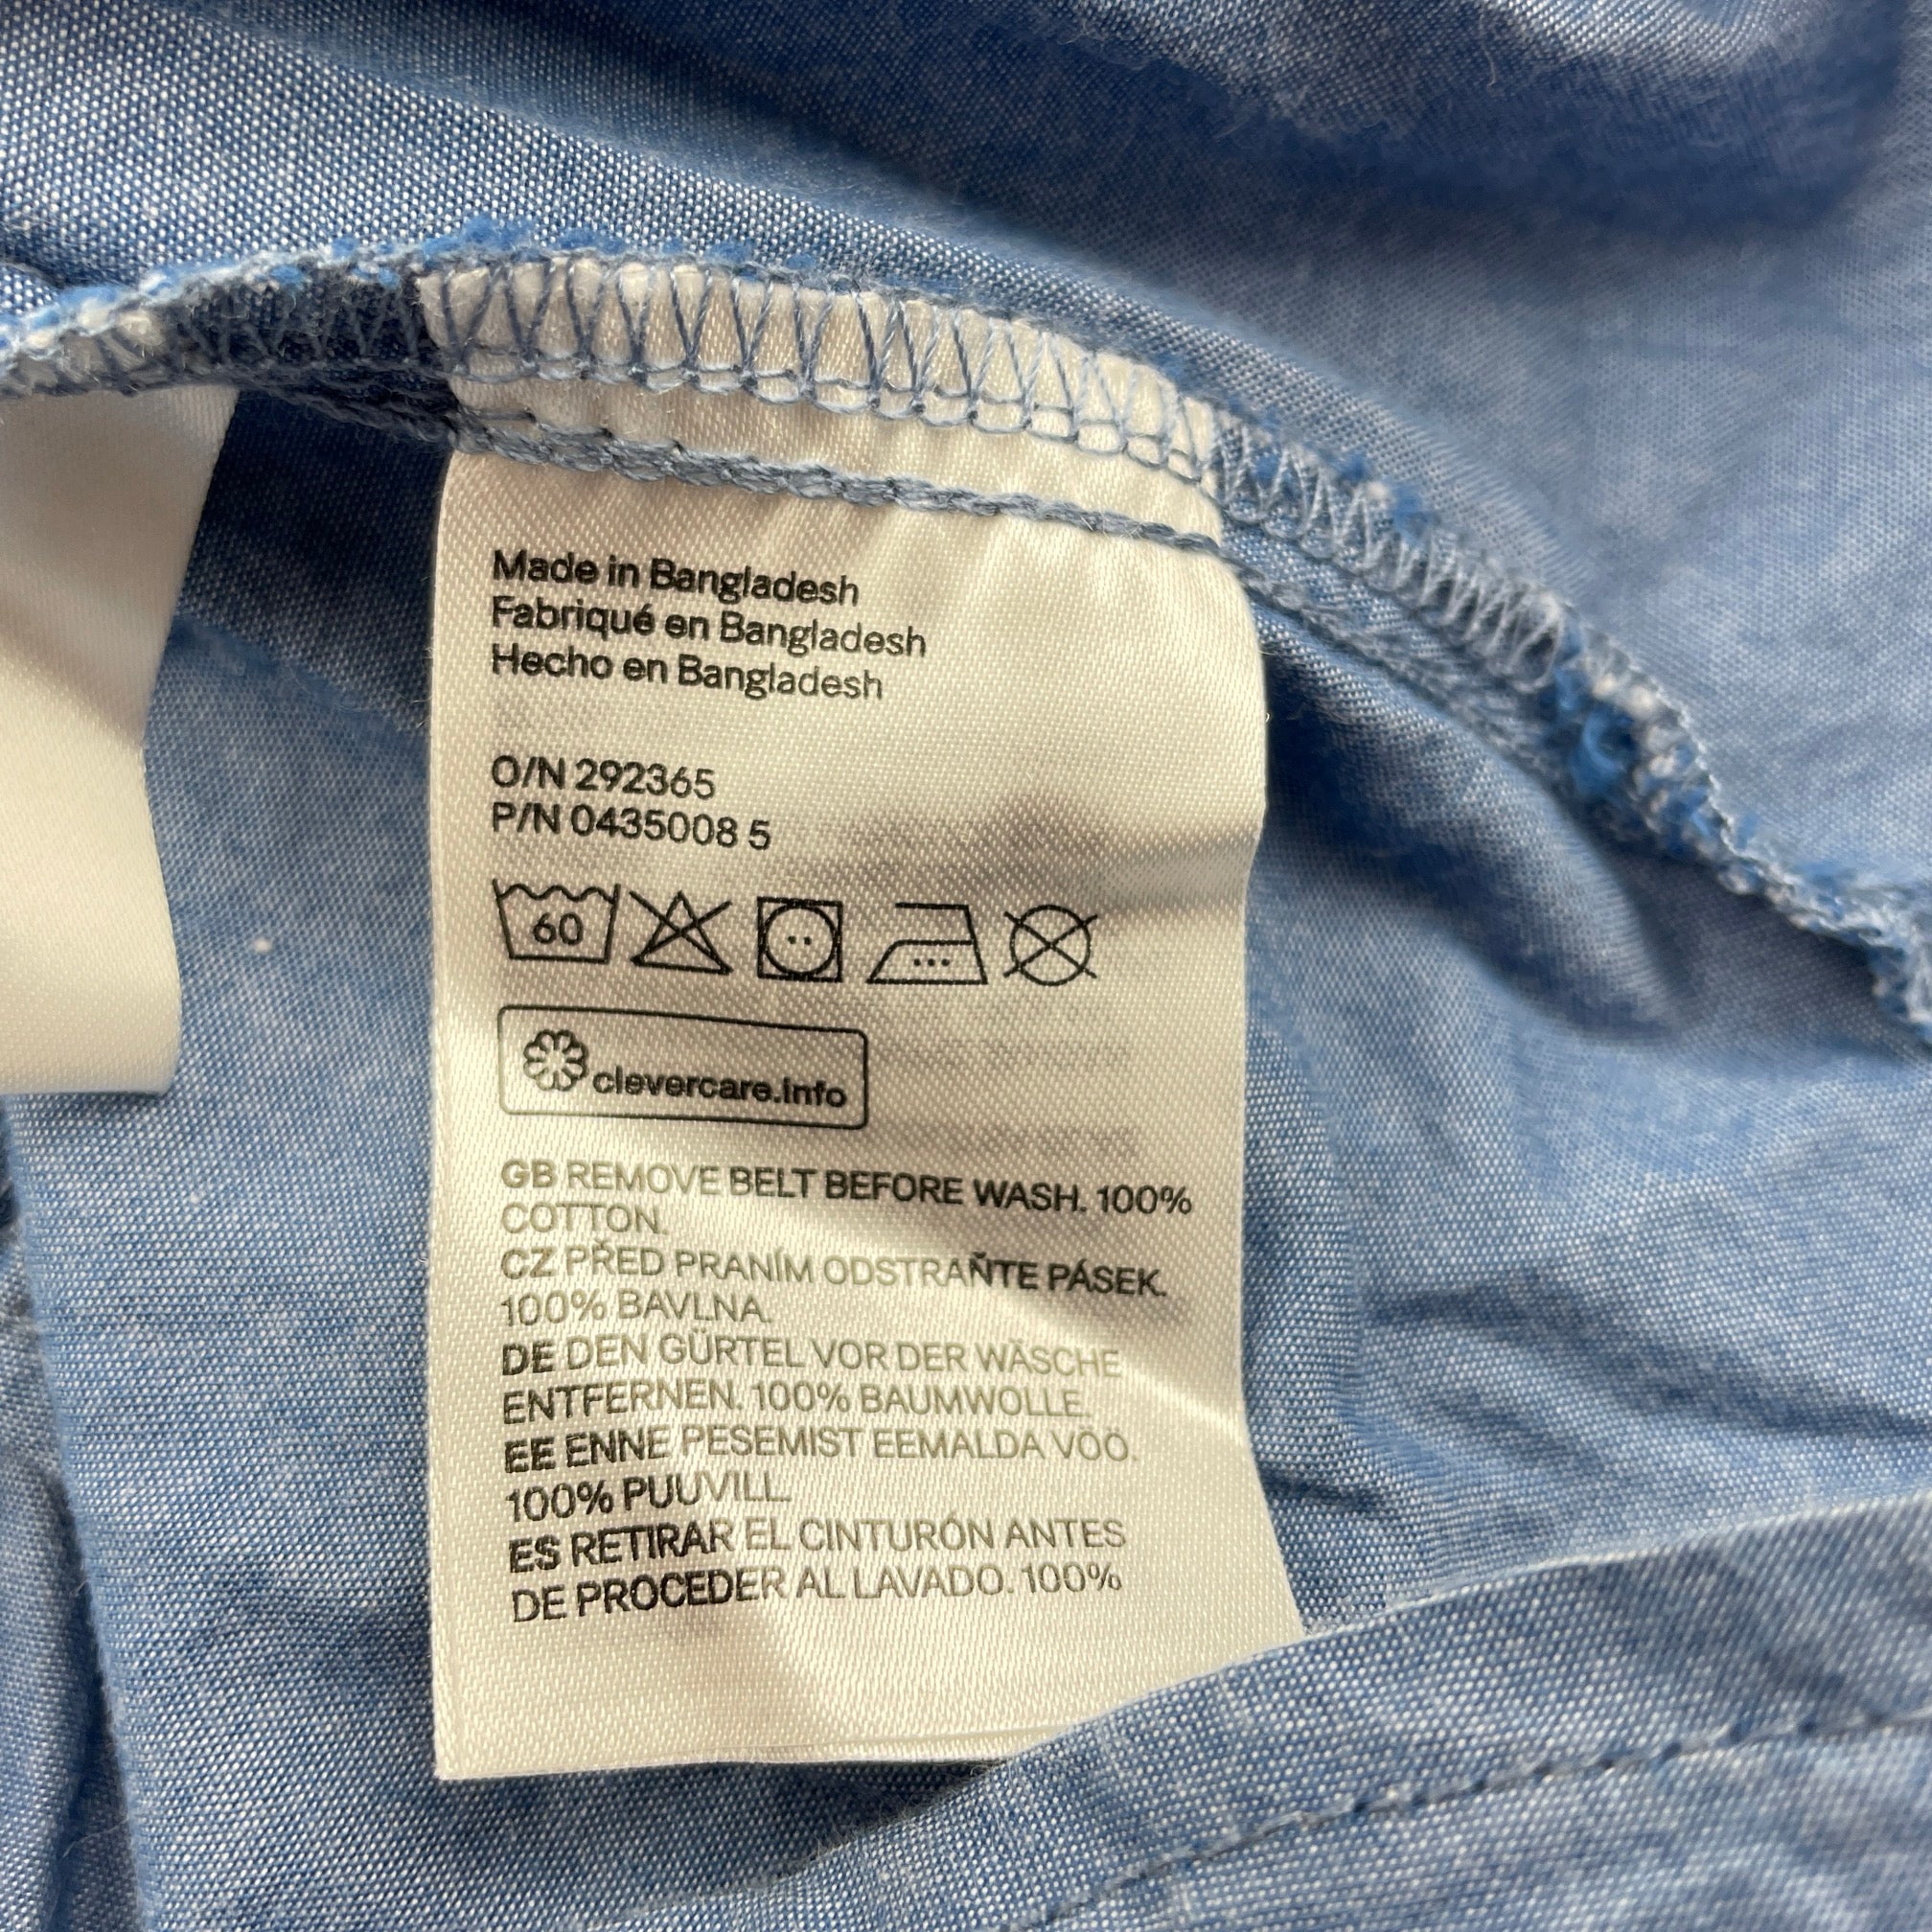 Made in Bangladesh
Fabriqué en Bangladesh
Hecho en Bangladesh
O/N 292365
P/N 0435008 5
60
clevercare.info
GB REMOVE BELT BEFORE WASH. 100%
COTTON.
CZ PŘED PRANÍM ODSTRAŇTE PÁSEK.
100% BAVLNA.
DE DEN GÜRTEL VOR DER WÄSCHE
ENTFERNEN. 100% BAUMWOLLE.
EE ENNE PESEMIST EEMALDA VÖÖ.
100% PUUVILL.
ES RETIRAR EL CINTURÓN ANTES
DE PROCEDER AL LAVADO. 100%